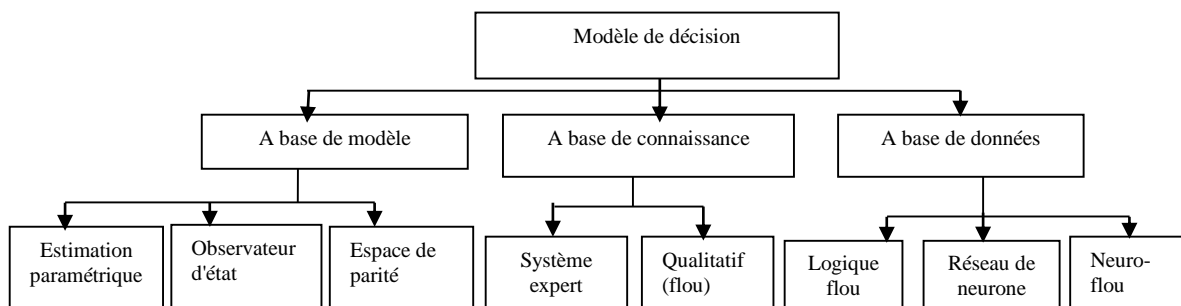 Modèle de décision
A base de modèle
A base de connaissance
A base de données
Estimation
paramétrique
Observateur
d'état
Espace de
parité
Système
expert
Qualitatif
(flou)
Logique
flou
Réseau de
neurone
Neuro-
flou